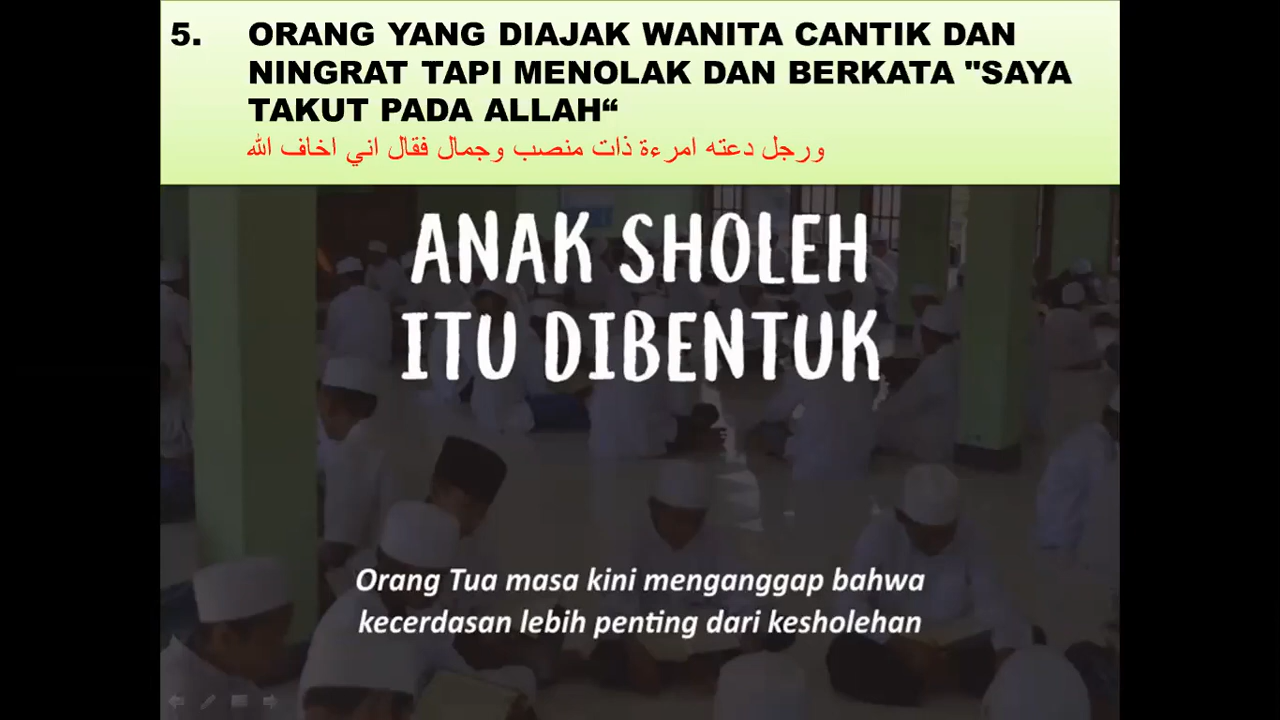 5. ORANG YANG DIAJAK WANITA CANTIK DAN
NINGRAT TAPI MENOLAK DAN BERKATA "SAYA
TAKUT PADA ALLAH“
ورجل دعته امرءة ذات منصب وجمال فقال اني اخاف الله
ANAK SHOLEH
ITU DIBENTUK
Orang Tua masa kini menganggap bahwa
kecerdasan lebih penting dari kesholehan